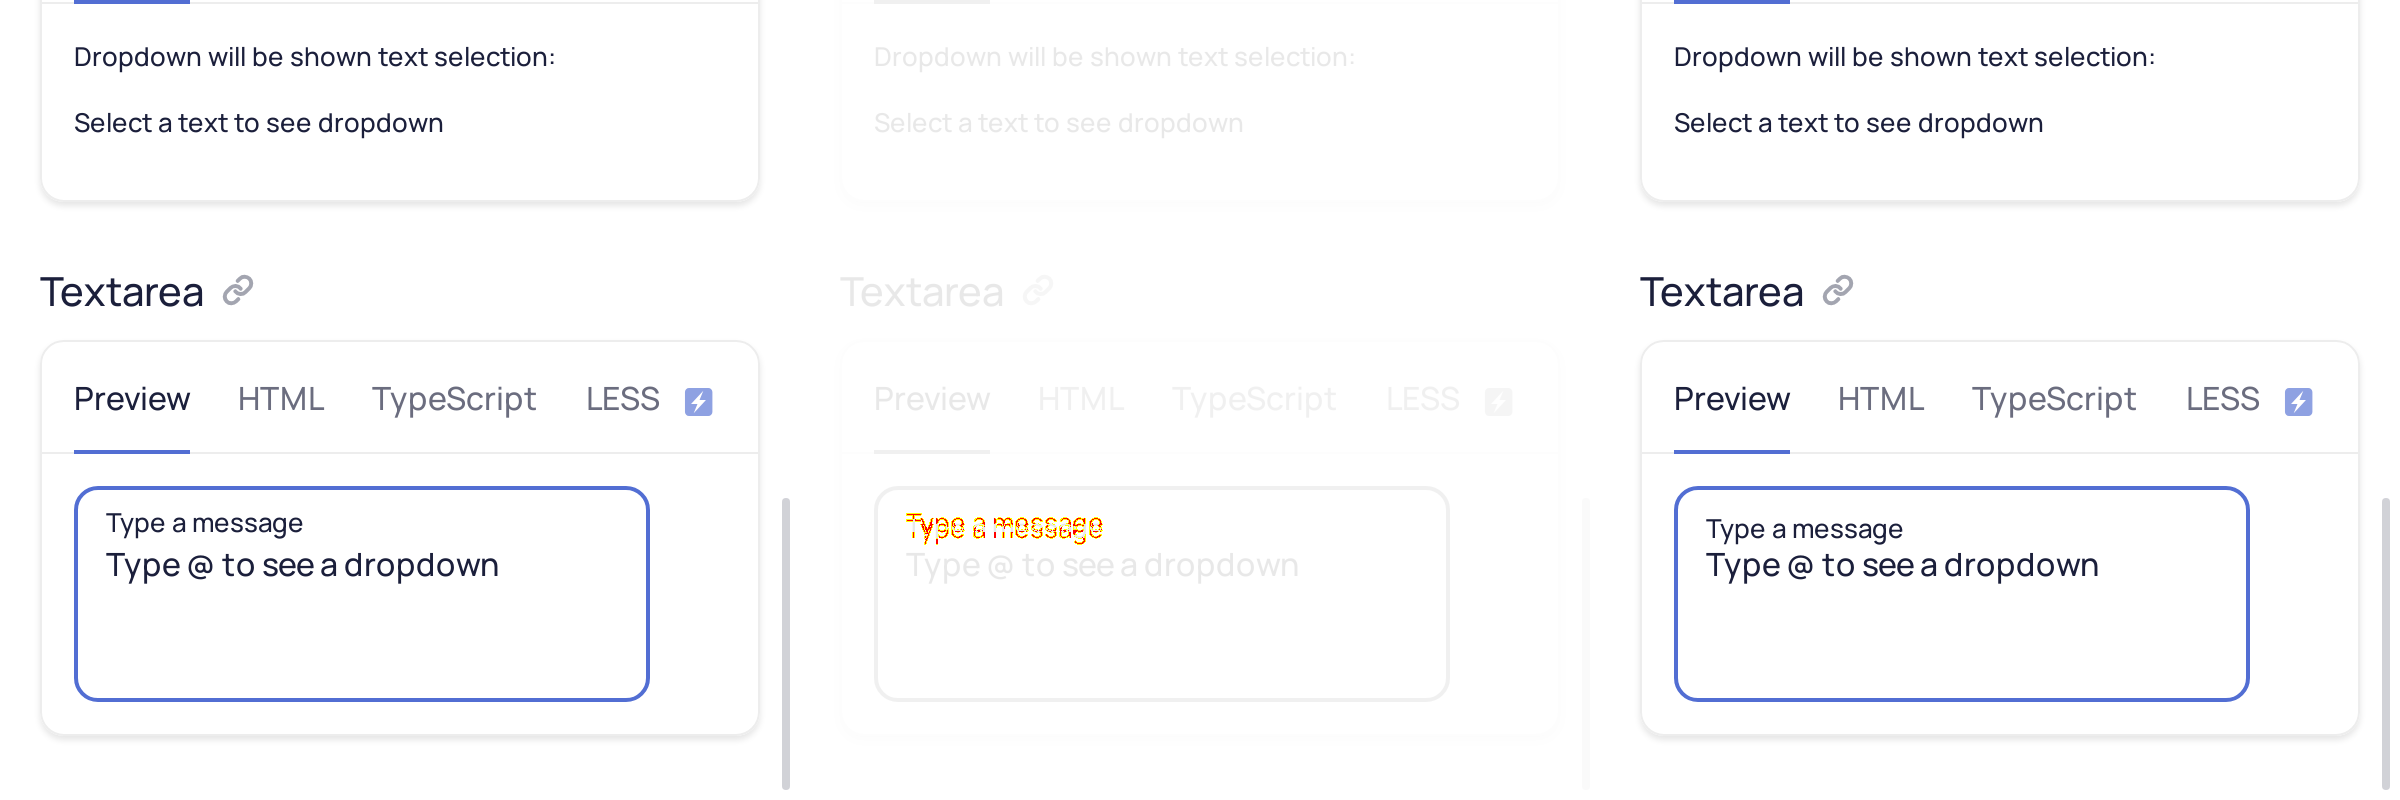 Dropdown will be shown text selection:
Select a text to see dropdown
Textarea
Preview HTML TypeScript LESS
Type a message
Type @ to see a dropdown
Dropdown will be shown text selection:
Select a text to see dropdown
Textarea
Preview HTML TypeScript LESS
Type a message
Type @ to see a dropdown
Dropdown will be shown text selection:
Select a text to see dropdown
Textarea
Preview HTML TypeScript LESS
Type a message
Type @ to see a dropdown